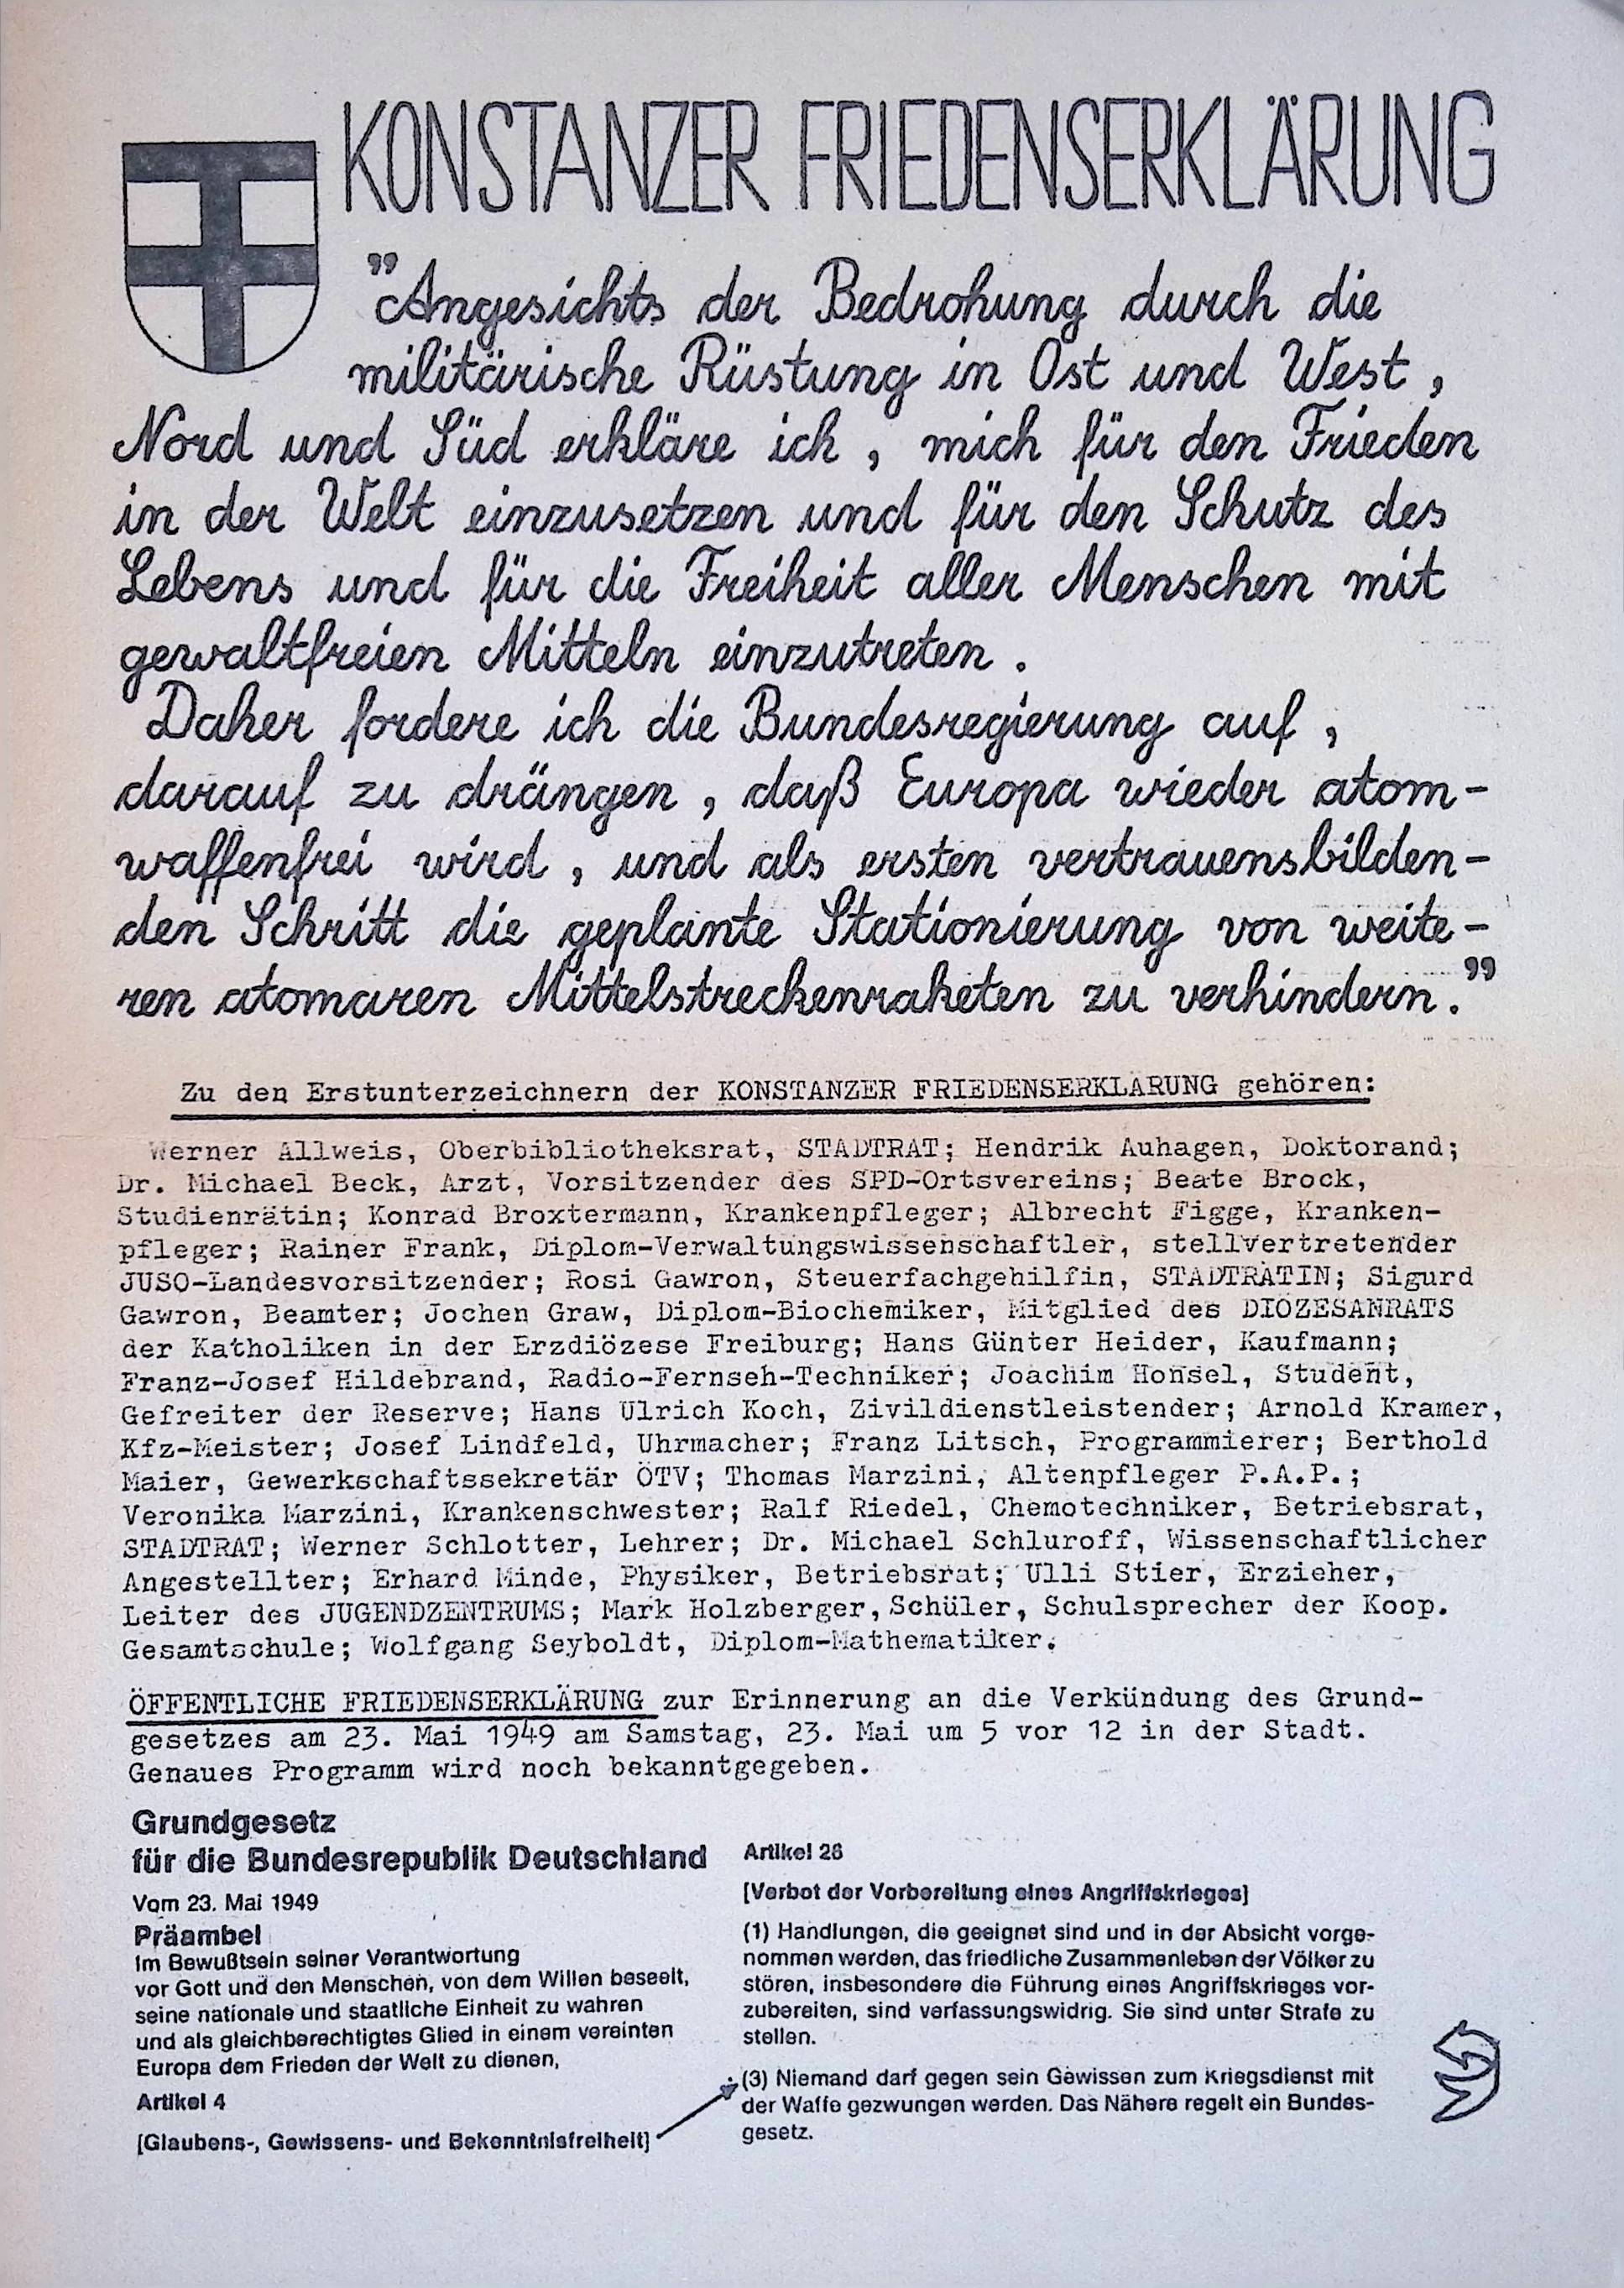 KONSTANZER FRIEDENSERKLÄRUNG
"Angesichts der Bedrohung durch die
militärische Rüstung in Ost und West,
Nord und Süd erkläre ich, mich für den Frieden
in der Welt einzusetzen und für den Schutz des
Lebens und für die Freiheit aller Menschen mit
gewaltfreien Mitteln einzutreten.
Daher fordere ich die Bundesregierung auf,
darauf zu drängen, daß Europa wieder atom-
waffenfrei wird, und als ersten vertrauensbilden-
den Schritt die geplante Stationierung von weite-
ren atomaren Mittelstreckenraketen zu verhindern."
Zu den Erstunterzeichnern der KONSTANZER FRIEDENSERKLÄRUNG gehören:
Werner Allweis, Oberbibliotheksrat, STADTRAT; Hendrik Auhagen, Doktorand;
Dr. Michael Beck, Arzt, Vorsitzender des SPD-Ortsvereins; Beate Brock,
Studienrätin; Konrad Broxtermann, Krankenpfleger; Albrecht Figge, Kranken-
pfleger; Rainer Frank, Diplom-Verwaltungswissenschaftler, stellvertretender
JUSO-Landesvorsitzender; Rosi Gawron, Steuerfachgehilfin, STADTRÄTIN; Sigurd
Gawron, Beamter; Jochen Graw, Diplom-Biochemiker, Mitglied des DIÖZESANRATS
der Katholiken in der Erzdiözese Freiburg; Hans Günter Heider, Kaufmann;
Franz-Josef Hildebrand, Radio-Fernseh-Techniker; Joachim Honsel, Student,
Gefreiter der Reserve; Hans Ulrich Koch, Zivildienstleistender; Arnold Kramer,
Kfz-Meister; Josef Lindfeld, Uhrmacher; Franz Litsch, Programmierer; Berthold
Maier, Gewerkschaftssekretär ÖTV; Thomas Marzini, Altenpfleger P.A.P.;
Veronika Marzini, Krankenschwester; Ralf Riedel, Chemotechniker, Betriebsrat,
STADTRAT; Werner Schlotter, Lehrer; Dr. Michael Schluroff, Wissenschaftlicher
Angestellter; Erhard Minde, Physiker, Betriebsrat; Ulli Stier, Erzieher,
Leiter des JUGENDZENTRUMS; Mark Holzberger, Schüler, Schulsprecher der Koop.
Gesamtschule; Wolfgang Seyboldt, Diplom-Mathematiker.
ÖFFENTLICHE FRIEDENSERKLÄRUNG zur Erinnerung an die Verkündung des Grund-
gesetzes am 23. Mai 1949 am Samstag, 23. Mai um 5 vor 12 in der Stadt.
Genaues Programm wird noch bekanntgegeben.
Grundgesetz
für die Bundesrepublik Deutschland
Vom 23. Mai 1949
Präambel
Im Bewußtsein seiner Verantwortung
vor Gott und den Menschen, von dem Willen beseelt,
seine nationale und staatliche Einheit zu wahren
und als gleichberechtigtes Glied in einem vereinten
Europa dem Frieden der Welt zu dienen,
Artikel 4
[Glaubens-, Gewissens- und Bekenntnisfreiheit]
Artikel 26
[Verbot der Vorbereitung eines Angriffskrieges]
(1) Handlungen, die geeignet sind und in der Absicht vorge-
nommen werden, das friedliche Zusammenleben der Völker zu
stören, insbesondere die Führung eines Angriffskrieges vor-
zubereiten, sind verfassungswidrig. Sie sind unter Strafe zu
stellen.
(3) Niemand darf gegen sein Gewissen zum Kriegsdienst mit
der Waffe gezwungen werden. Das Nähere regelt ein Bundes-
gesetz.